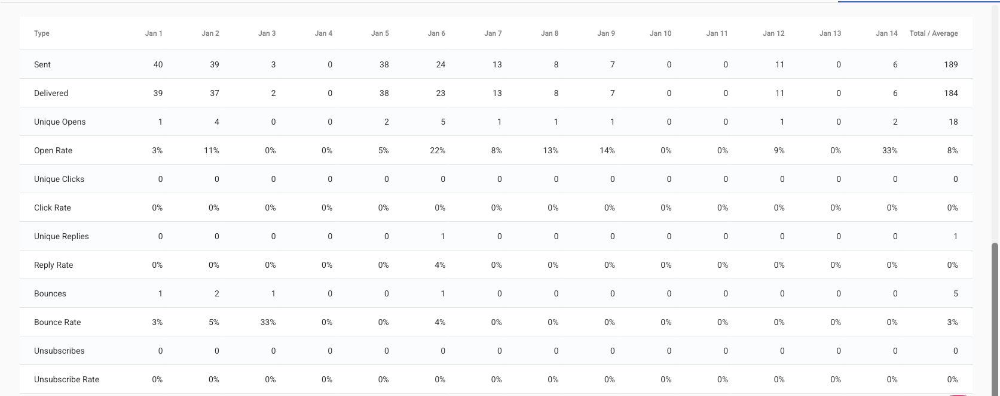 Type Jan 1 Jan 2 Jan 3 Jan 4 Jan 5 Jan 6 Jan 7 Jan 8 Jan 9 Jan 10 Jan 11 Jan 12 Jan 13 Jan 14 Total / Average
Sent 40 39 3 0 38 24 13 8 7 0 0 11 0 6 189
Delivered 39 37 2 0 38 23 13 8 7 0 0 11 0 6 184
Unique Opens 1 4 0 0 2 5 1 1 1 0 0 1 0 2 18
Open Rate 3% 11% 0% 0% 5% 22% 8% 13% 14% 0% 0% 9% 0% 33% 8%
Unique Clicks 0 0 0 0 0 0 0 0 0 0 0 0 0 0 0
Click Rate 0% 0% 0% 0% 0% 0% 0% 0% 0% 0% 0% 0% 0% 0% 0%
Unique Replies 0 0 0 0 0 1 0 0 0 0 0 0 0 0 1
Reply Rate 0% 0% 0% 0% 0% 4% 0% 0% 0% 0% 0% 0% 0% 0% 0%
Bounces 1 2 1 0 0 1 0 0 0 0 0 0 0 0 5
Bounce Rate 3% 5% 33% 0% 0% 4% 0% 0% 0% 0% 0% 0% 0% 0% 3%
Unsubscribes 0 0 0 0 0 0 0 0 0 0 0 0 0 0 0
Unsubscribe Rate 0% 0% 0% 0% 0% 0% 0% 0% 0% 0% 0% 0% 0% 0% 0%